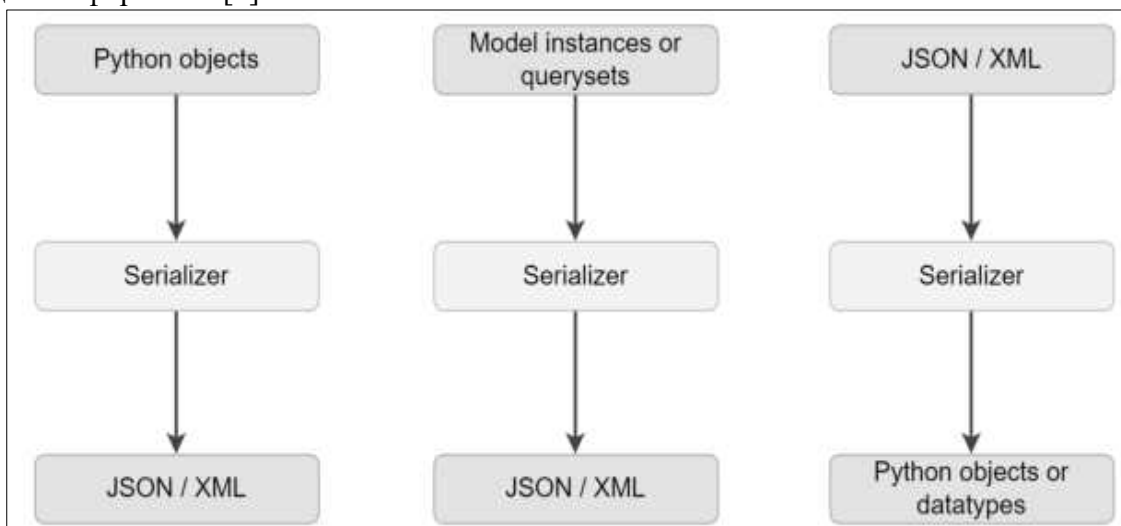 Python objects
Model instances or
querysets
JSON / XML
Serializer
Serializer
Serializer
JSON / XML
JSON / XML
Python objects or
datatypes